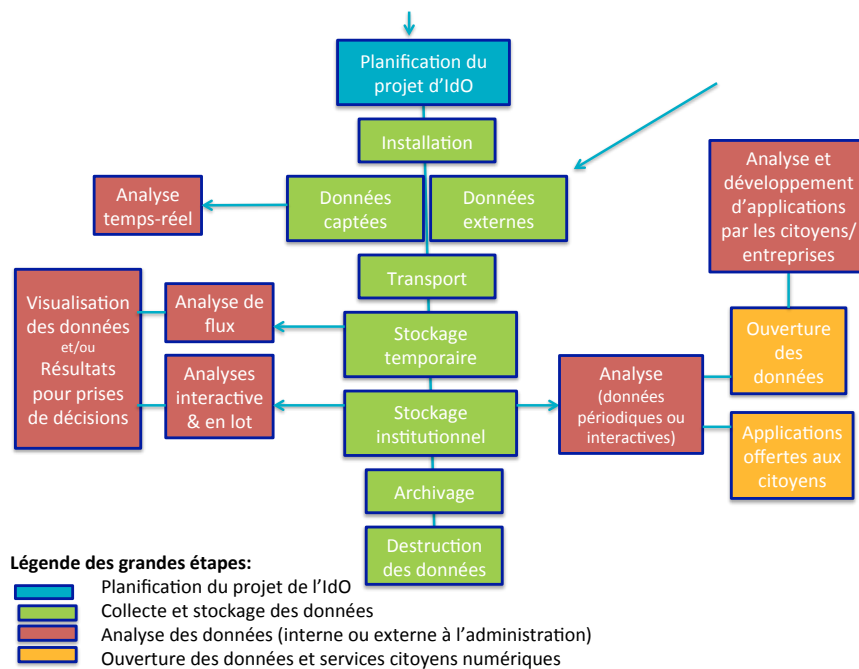 Planification du
projet d'IdO
Installation
Analyse
temps-réel
Données
captées
Données
externes
Analyse et
développement
d'applications
par les citoyens/
entreprises
Transport
Visualisation
des données
et/ou
Résultats
pour prises
de décisions
Analyse de
flux
Stockage
temporaire
Ouverture
des
données
Analyses
interactive
& en lot
Stockage
institutionnel
Analyse
(données
périodiques ou
interactives)
Applications
offertes aux
citoyens
Archivage
Destruction
des données
Légende des grandes étapes:
Planification du projet de l'IdO
Collecte et stockage des données
Analyse des données (interne ou externe à l'administration)
Ouverture des données et services citoyens numériques